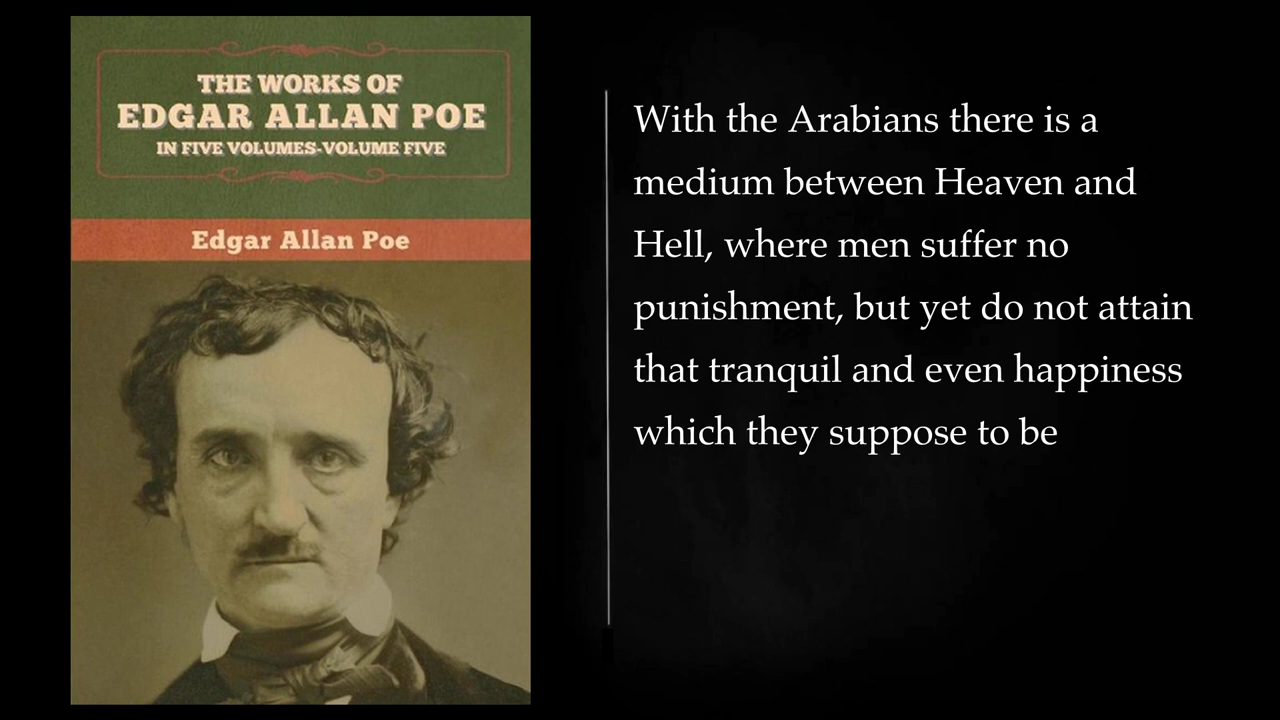 THE WORKS OF
EDGAR ALLAN POE
IN FIVE VOLUMES-VOLUME FIVE
Edgar Allan Poe
With the Arabians there is a
medium between Heaven and
Hell, where men suffer no
punishment, but yet do not attain
that tranquil and even happiness
which they suppose to be